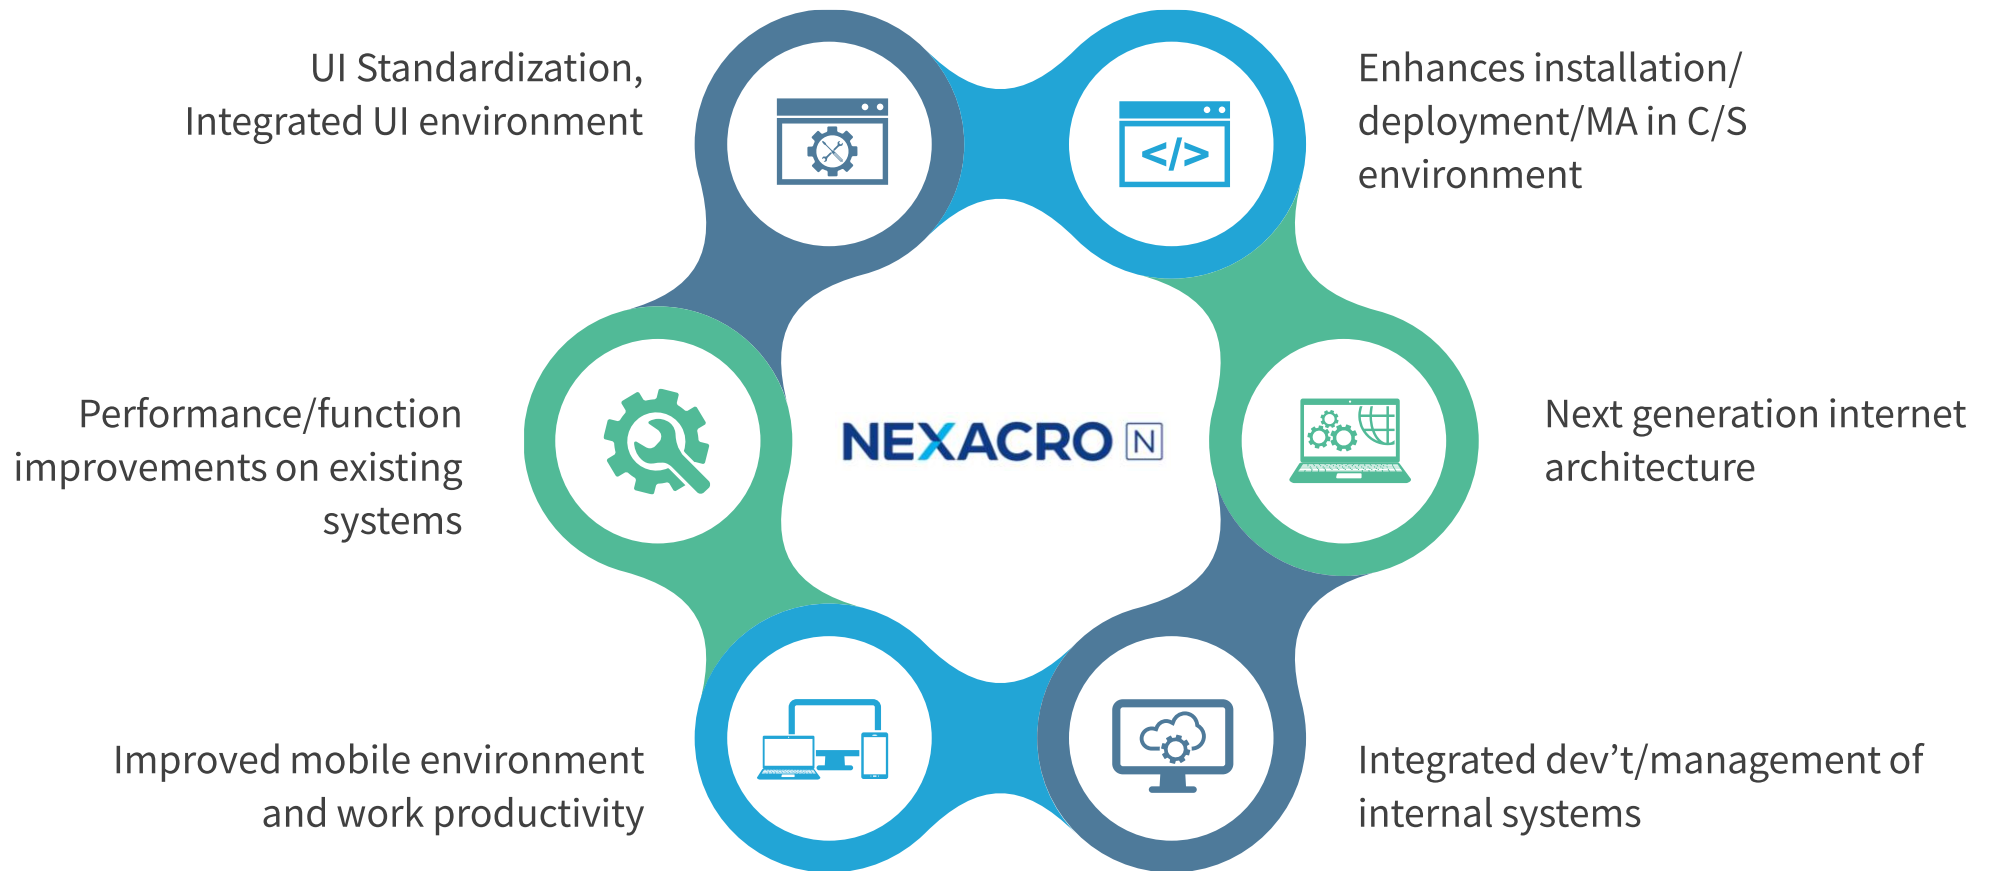 UI Standardization,
Integrated UI environment
Enhances installation/
deployment/MA in C/S
environment
</>
Performance/function
improvements on existing
systems
NEXACRO N
Next generation internet
architecture
Improved mobile environment
and work productivity
Integrated dev’t/management of
internal systems